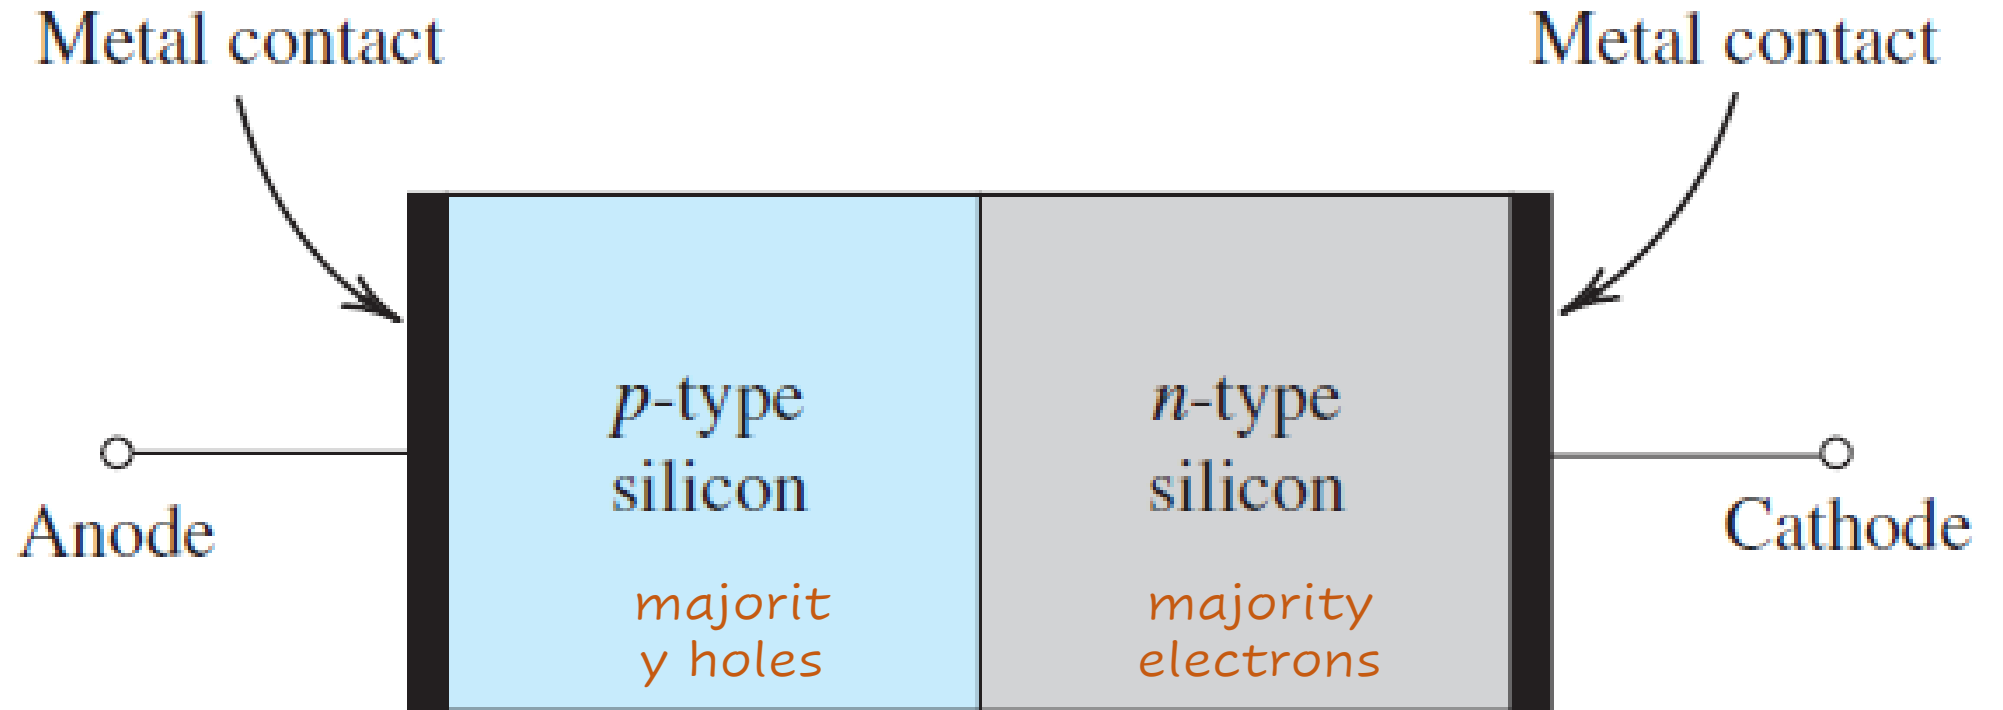 Metal contact
Metal contact
p-type
silicon
n-type
silicon
Anode
Cathode
majorit
y holes
majority
electrons